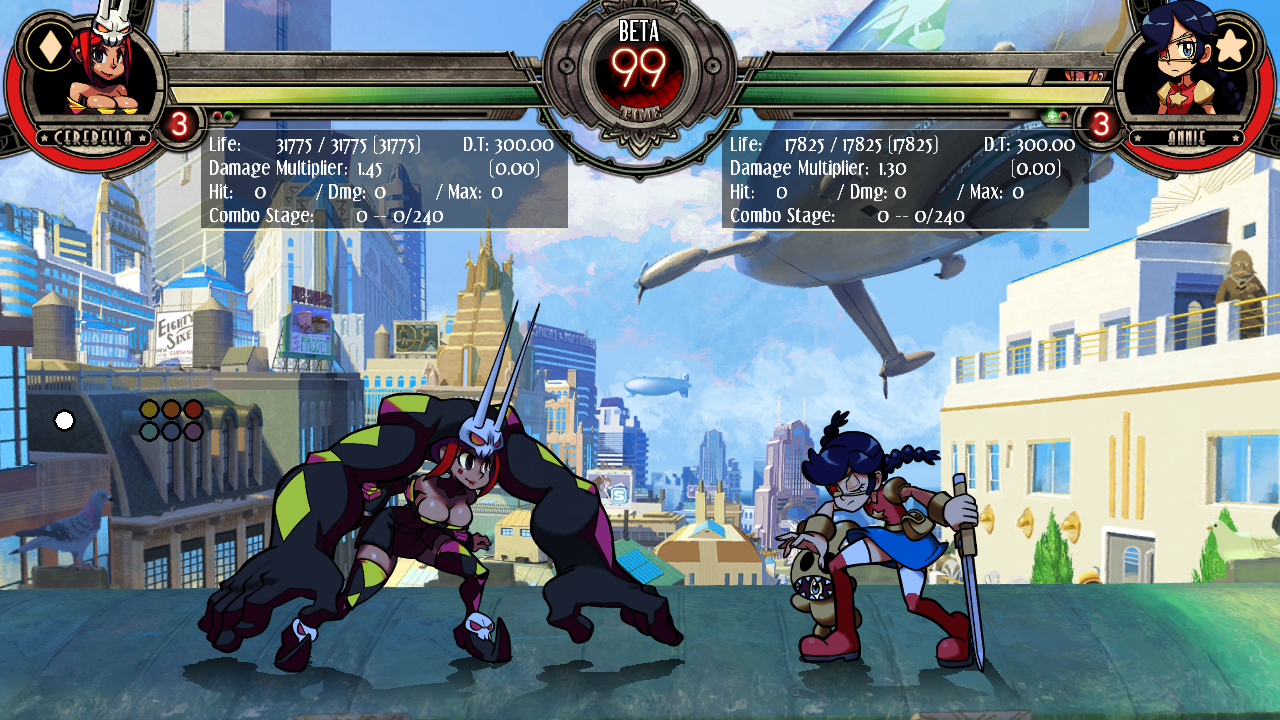 BETA
99
TIME
CEREBELLA
3
3
ANNIE
Life: 31775 / 31775 [31775] D.T: 300.00
Damage Multiplier: 1.45 [0.00]
Hit: 0 / Dmg: 0 / Max: 0
Combo Stage: 0 -- 0/240
Life: 17825 / 17825 [17825] D.T: 300.00
Damage Multiplier: 1.30 [0.00]
Hit: 0 / Dmg: 0 / Max: 0
Combo Stage: 0 -- 0/240
EIGHTY
SIX
S